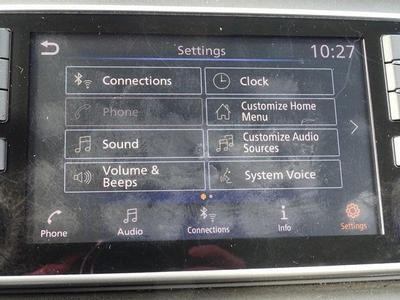 Settings
10:27
Connections
Clock
Phone
Customize Home
Menu
Sound
Customize Audio
Sources
Volume &
Beeps
System Voice
Phone
Audio
Connections
Info
Settings